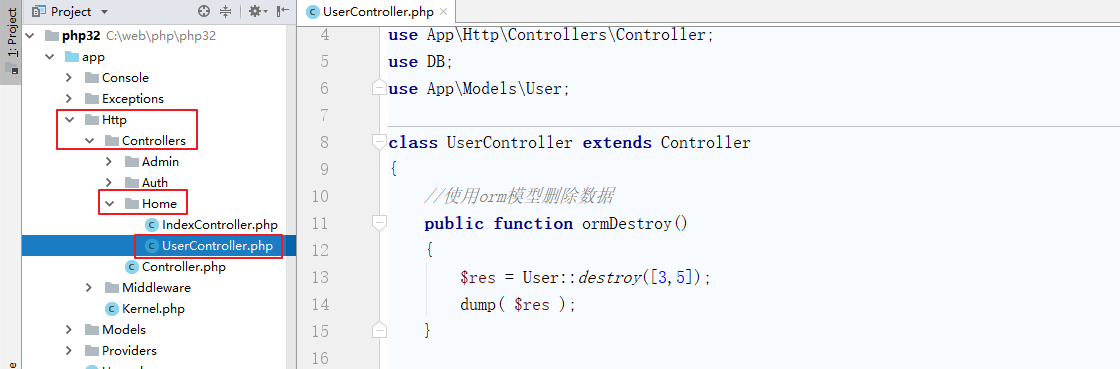 1: Project
Project
php32 C:\web\php\php32
app
Console
Exceptions
Http
Controllers
Admin
Auth
Home
IndexController.php
UserController.php
Controller.php
Middleware
Kernel.php
Models
Providers
UserController.php
4 use App\Http\Controllers\Controller;
5 use DB;
6 use App\Models\User;
7
8 class UserController extends Controller
9 {
10 //使用orm模型删除数据
11 public function ormDestroy()
12 {
13 $res = User::destroy([3,5]);
14 dump( $res );
15 }
16